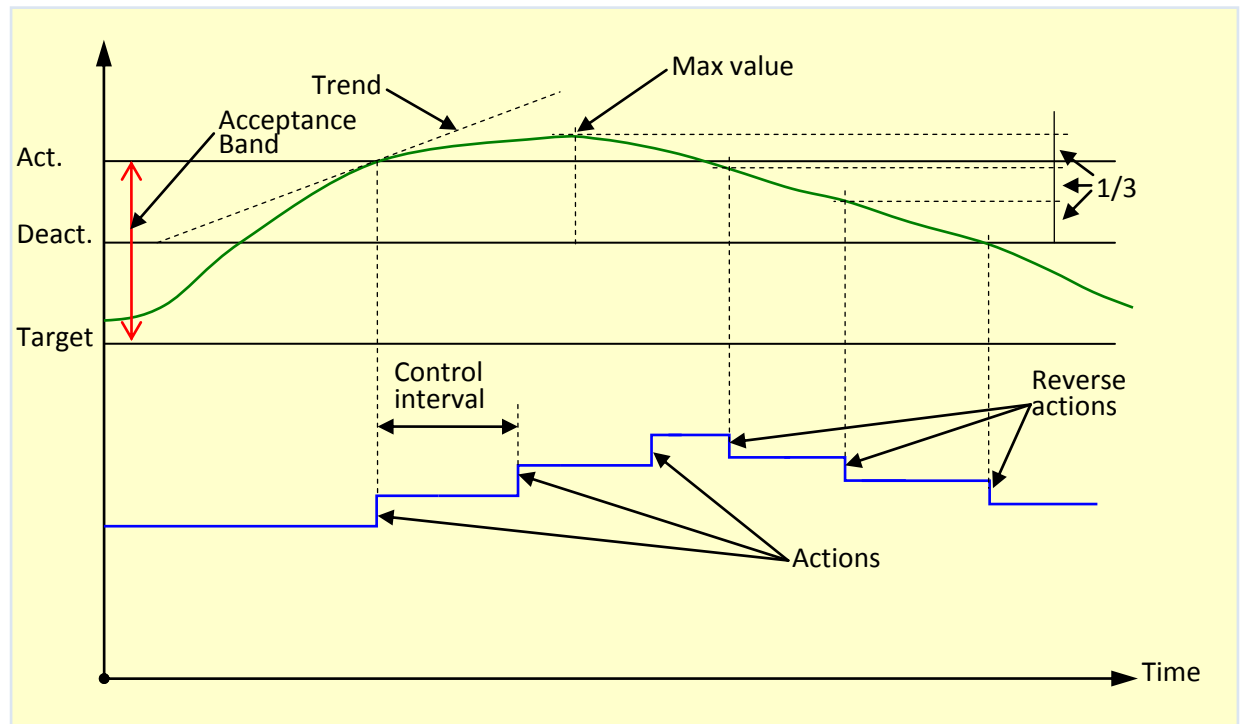 Max value
Trend
Acceptance
Band
Act.
1/3
Deact.
Target
Control
interval
Reverse
actions
Actions
Time